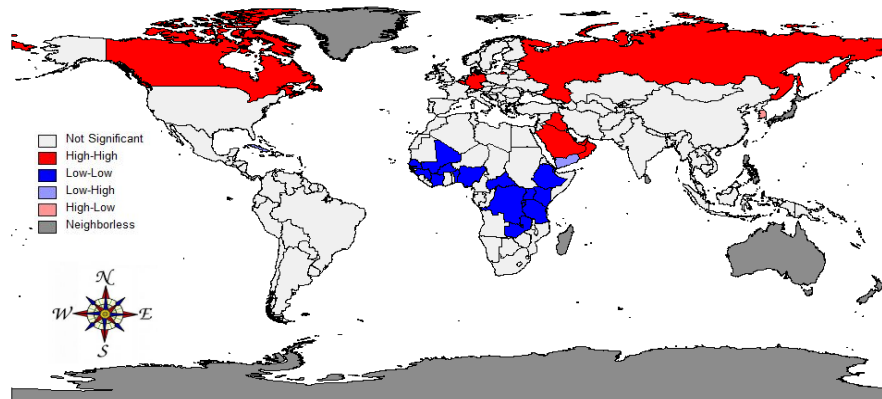 Not Significant
High-High
Low-Low
Low-High
High-Low
Neighborless
N
W E
S